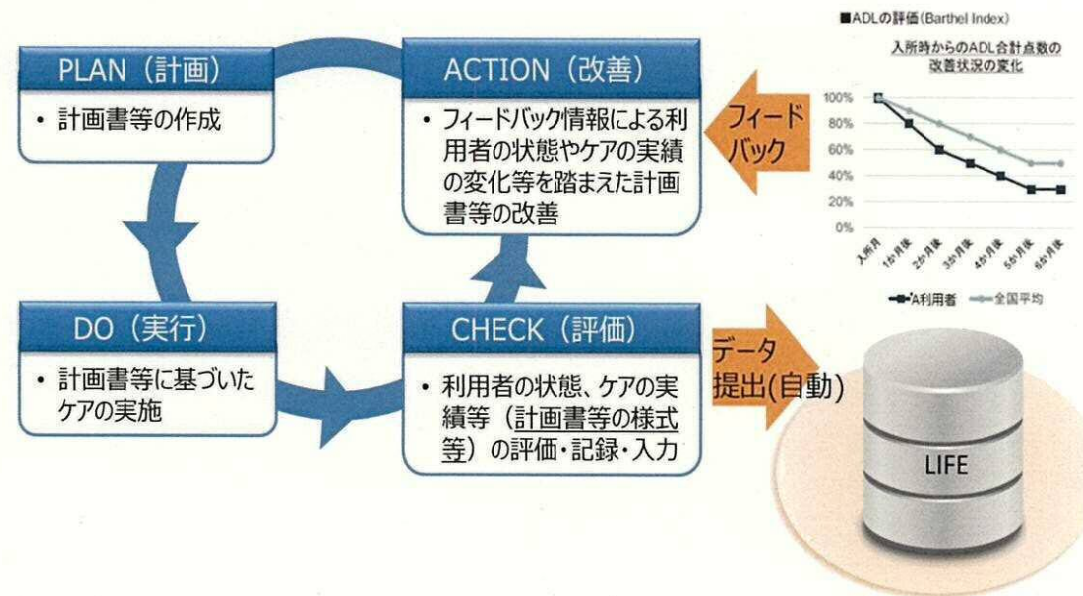 PLAN（計画）
• 計画書等の作成
ACTION（改善）
• フィードバック情報による利
用者の状態やケアの実績
の変化等を踏まえた計画
書等の改善
フィード
バック
■ADLの評価(Barthel Index)
入所時からのADL合計点数の
改善状況の変化
100%
80%
60%
40%
20%
0%
入所月
1か月後
2か月後
3か月後
4か月後
5か月後
6か月後
A利用者
全国平均
DO（実行）
• 計画書等に基づいた
ケアの実施
CHECK（評価）
• 利用者の状態、ケアの実
績等（計画書等の様式
等）の評価・記録・入力
データ
提出(自動)
LIFE